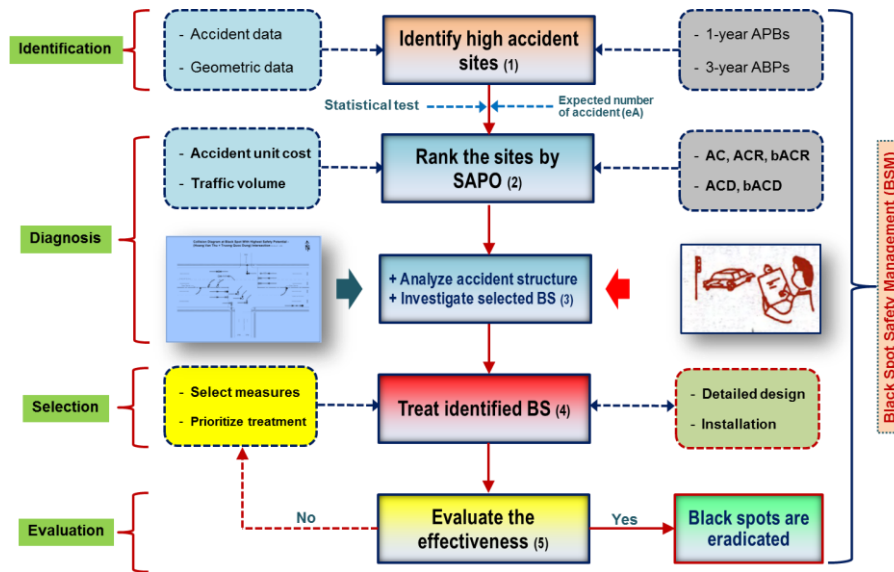 Identification
- Accident data
- Geometric data
Identify high accident
sites (1)
- 1-year APBs
- 3-year ABPs
Statistical test
Expected number
of accident (eA)
Diagnosis
- Accident unit cost
- Traffic volume
Rank the sites by
SAPO (2)
- AC, ACR, bACR
- ACD, bACD
+ Analyze accident structure
+ Investigate selected BS (3)
Selection
- Select measures
- Prioritize treatment
Treat identified BS (4)
- Detailed design
- Installation
Evaluation
No
Evaluate the
effectiveness (5)
Yes
Black spots are
eradicated
Black Spot Safety Management (BSM)